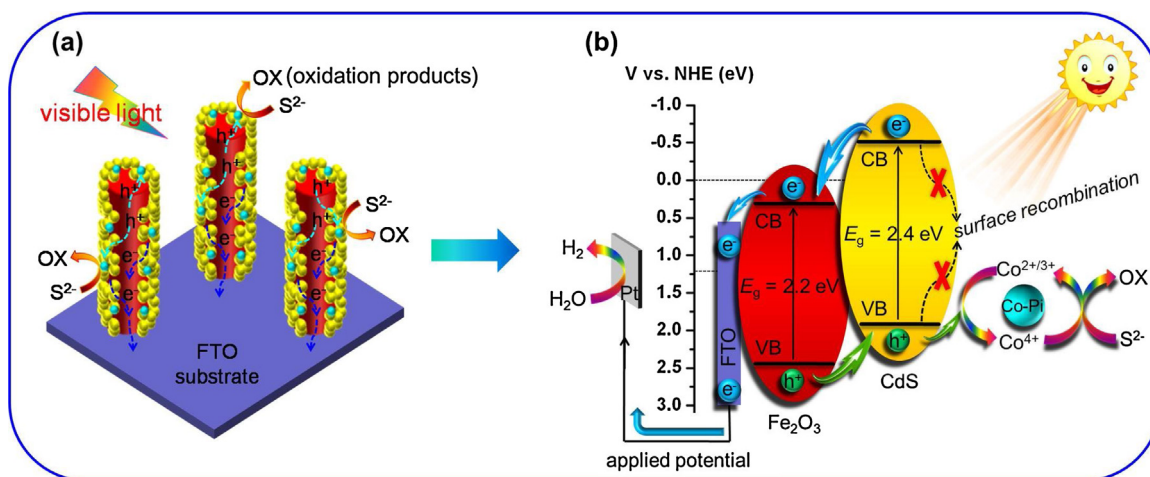 (a)
OX (oxidation products)
S²⁻
visible light
h⁺
h⁺
e⁻
e⁻
h⁺
h⁺
e⁻
e⁻
e⁻
h⁺
h⁺
e⁻
e⁻
e⁻
S²⁻
OX
OX
S²⁻
FTO
substrate
(b)
V vs. NHE (eV)
-1.0
-0.5
0.0
0.5
1.0
1.5
2.0
2.5
3.0
H₂
H₂O
Pt
FTO
e⁻
e⁻
applied potential
e⁻
CB
E₉ = 2.2 eV
VB
h⁺
Fe₂O₃
e⁻
CB
E₉ = 2.4 eV
VB
h⁺
CdS
surface recombination
Co²⁺/³⁺
Co-Pi
Co⁴⁺
OX
S²⁻